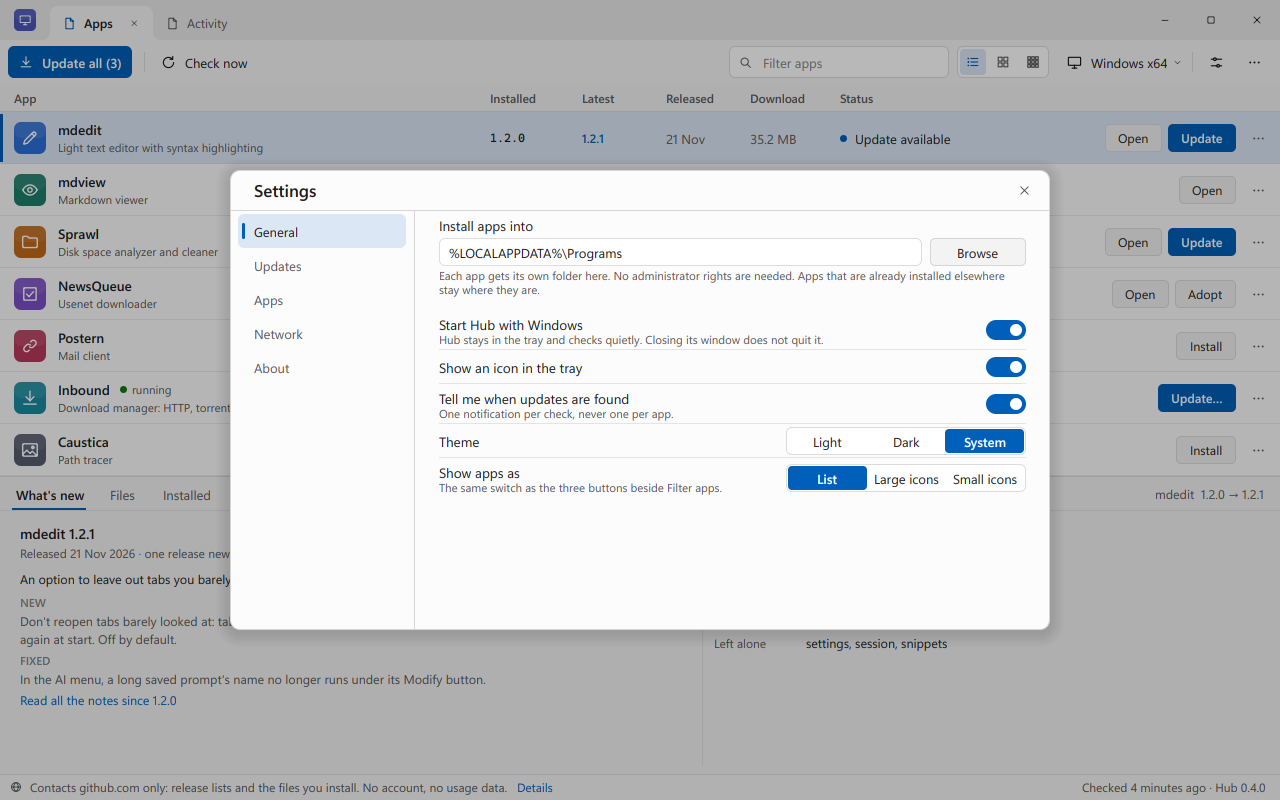 Apps
Activity
Update all (3)
Check now
Filter apps
Windows x64
App
Installed
Latest
Released
Download
Status
mdedit
Light text editor with syntax highlighting
1.2.0
1.2.1
21 Nov
35.2 MB
Update available
Open
Update
mdview
Markdown viewer
Open
Sprawl
Disk space analyzer and cleaner
Open
Update
NewsQueue
Usenet downloader
Open
Adopt
Postern
Mail client
Install
Inbound
running
Download manager: HTTP, torrent
Update...
Caustica
Path tracer
Install
Settings
General
Updates
Apps
Network
About
Install apps into
%LOCALAPPDATA%\Programs
Browse
Each app gets its own folder here. No administrator rights are needed. Apps that are already installed elsewhere
stay where they are.
Start Hub with Windows
Hub stays in the tray and checks quietly. Closing its window does not quit it.
Show an icon in the tray
Tell me when updates are found
One notification per check, never one per app.
Theme
Light
Dark
System
Show apps as
The same switch as the three buttons beside Filter apps.
List
Large icons
Small icons
What's new
Files
Installed
mdedit 1.2.0 → 1.2.1
mdedit 1.2.1
Released 21 Nov 2026 · one release new
An option to leave out tabs you barely
NEW
Don't reopen tabs barely looked at: ta
again at start. Off by default.
FIXED
In the AI menu, a long saved prompt's name no longer runs under its Modify button.
Read all the notes since 1.2.0
Left alone
settings, session, snippets
Contacts github.com only: release lists and the files you install. No account, no usage data.
Details
Checked 4 minutes ago · Hub 0.4.0